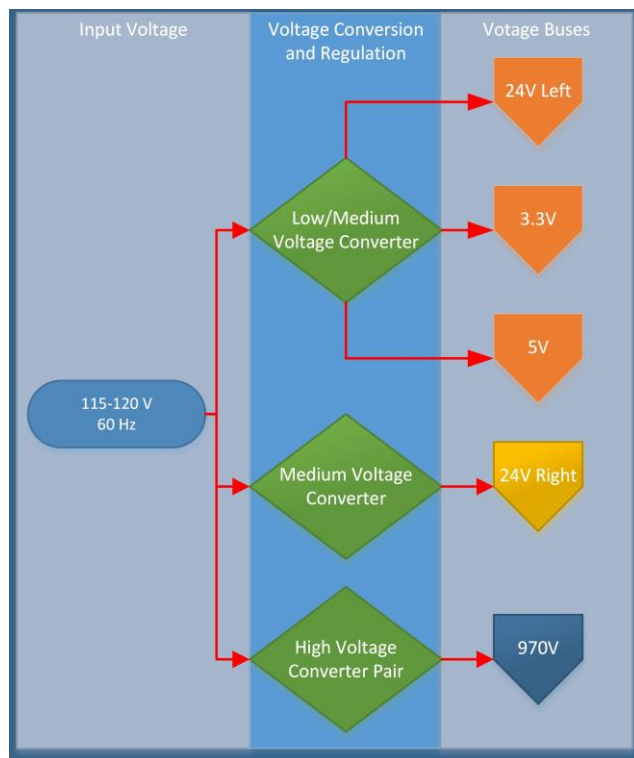 Input Voltage
Voltage Conversion
and Regulation
Votage Buses
24V Left
Low/Medium
Voltage Converter
3.3V
5V
115-120 V
60 Hz
Medium Voltage
Converter
24V Right
High Voltage
Converter Pair
970V